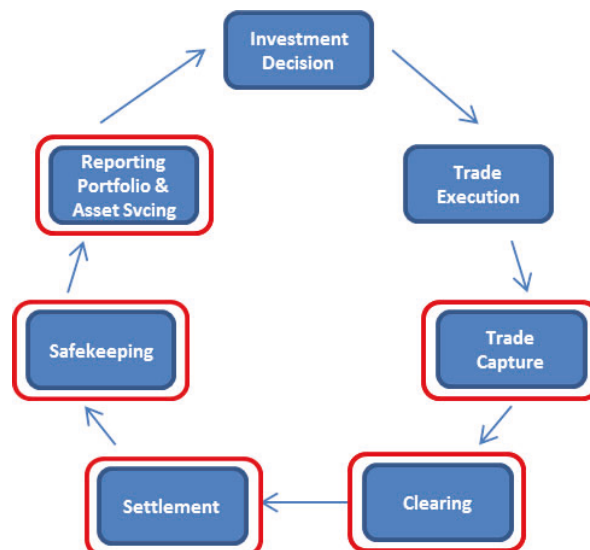 Investment
Decision
Trade
Execution
Trade
Capture
Clearing
Settlement
Safekeeping
Reporting
Portfolio &
Asset Svcing